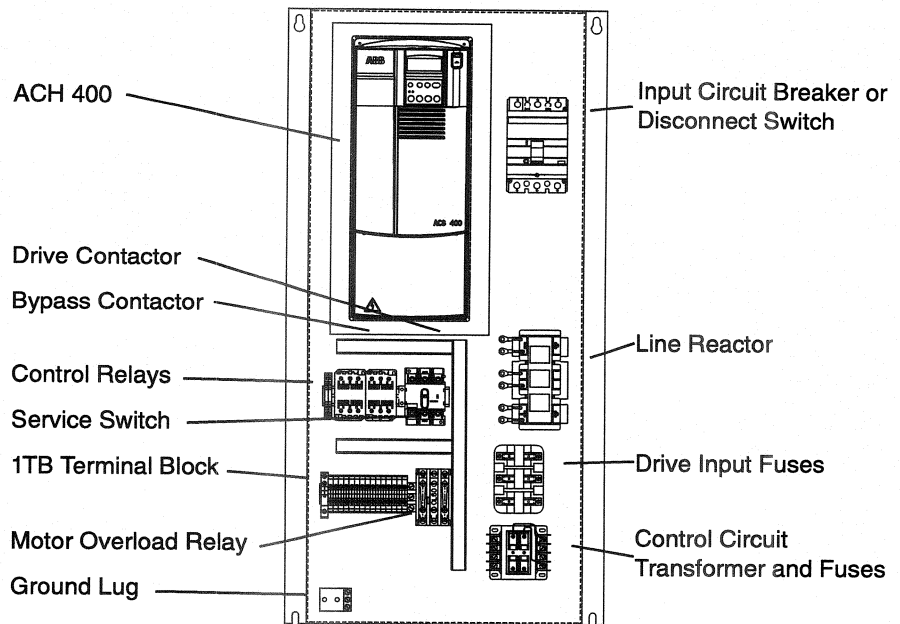 ACH 400
Drive Contactor
Bypass Contactor
Control Relays
Service Switch
1TB Terminal Block
Motor Overload Relay
Ground Lug
ABB
ACS 400
Input Circuit Breaker or
Disconnect Switch
Line Reactor
Drive Input Fuses
Control Circuit
Transformer and Fuses